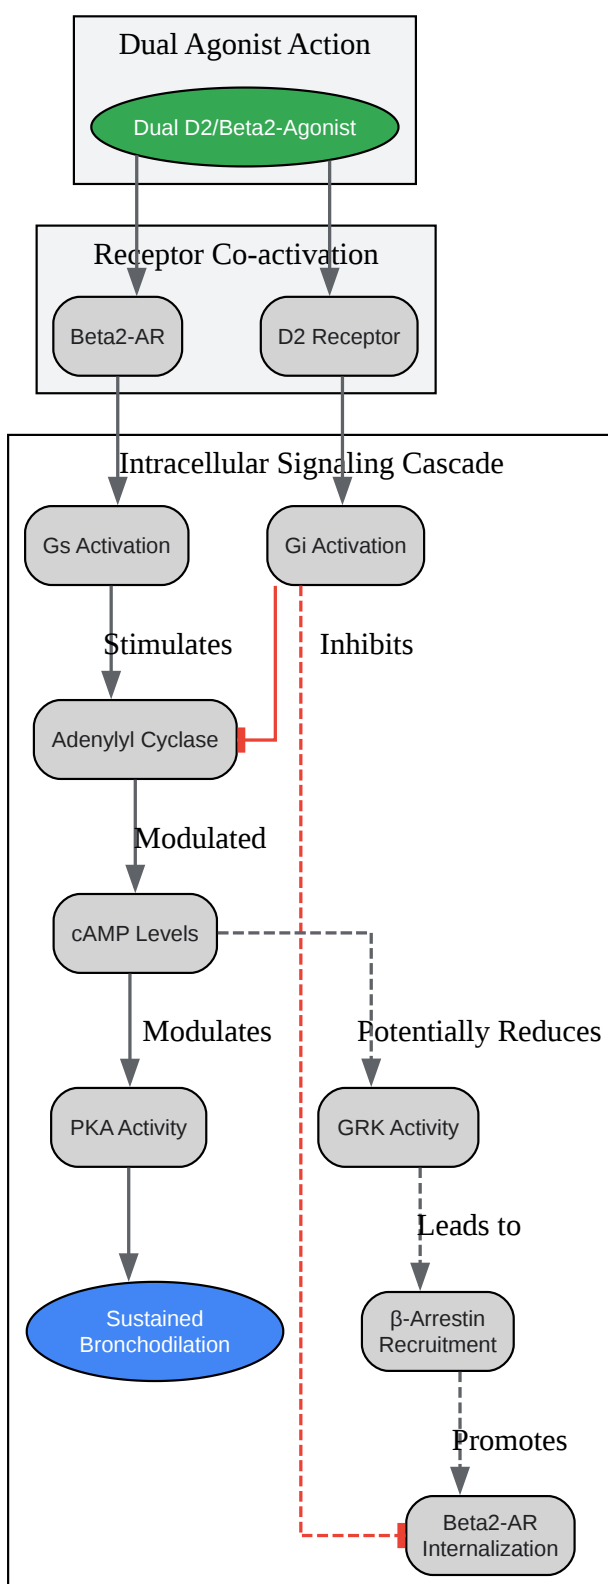 Dual Agonist Action
Dual D2/Beta2-Agonist
Receptor Co-activation
Beta2-AR
D2 Receptor
Intracellular Signaling Cascade
Gs Activation
Gi Activation
Stimulates
Inhibits
Adenylyl Cyclase
Modulated
cAMP Levels
Modulates
Potentially Reduces
PKA Activity
GRK Activity
Leads to
Sustained
Bronchodilation
β-Arrestin
Recruitment
Promotes
Beta2-AR
Internalization